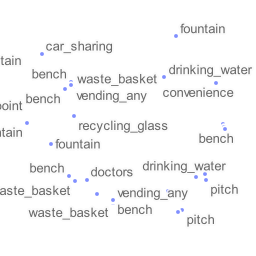 fountain
car_sharing
tain
bench
waste_basket
drinking_water
bench
vending_any
convenience
point
recycling_glass
tain
bench
fountain
bench
doctors
drinking_water
aste_basket
vending_any
pitch
waste_basket
bench
pitch